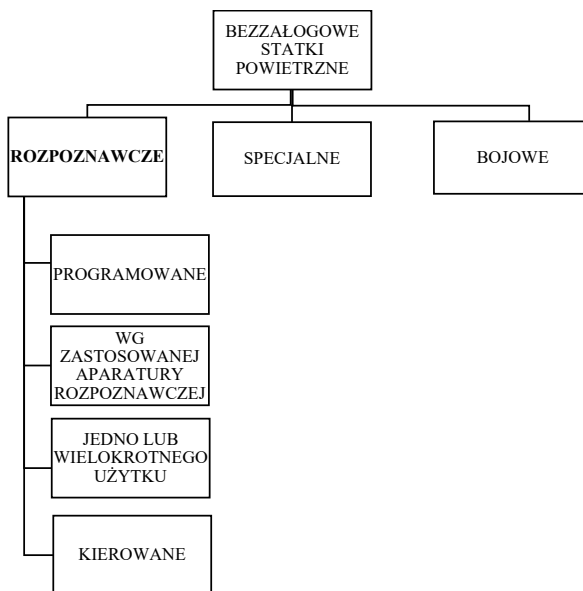 BEZZAŁOGOWE
STATKI
POWIETRZNE
ROZPOZNAWCZE
SPECJALNE
BOJOWE
PROGRAMOWANE
WG
ZASTOSOWANEJ
APARATURY
ROZPOZNAWCZEJ
JEDNO LUB
WIELOKROTNEGO
UŻYTKU
KIEROWANE